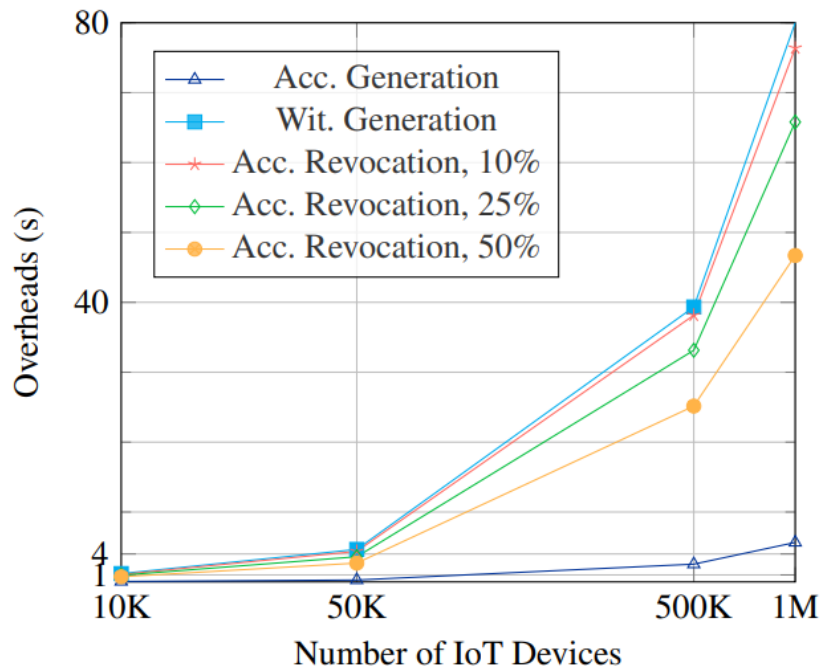 80
Acc. Generation
Wit. Generation
Acc. Revocation, 10%
Acc. Revocation, 25%
Acc. Revocation, 50%
Overheads (s)
40
4
1
10K 50K 500K 1M
Number of IoT Devices